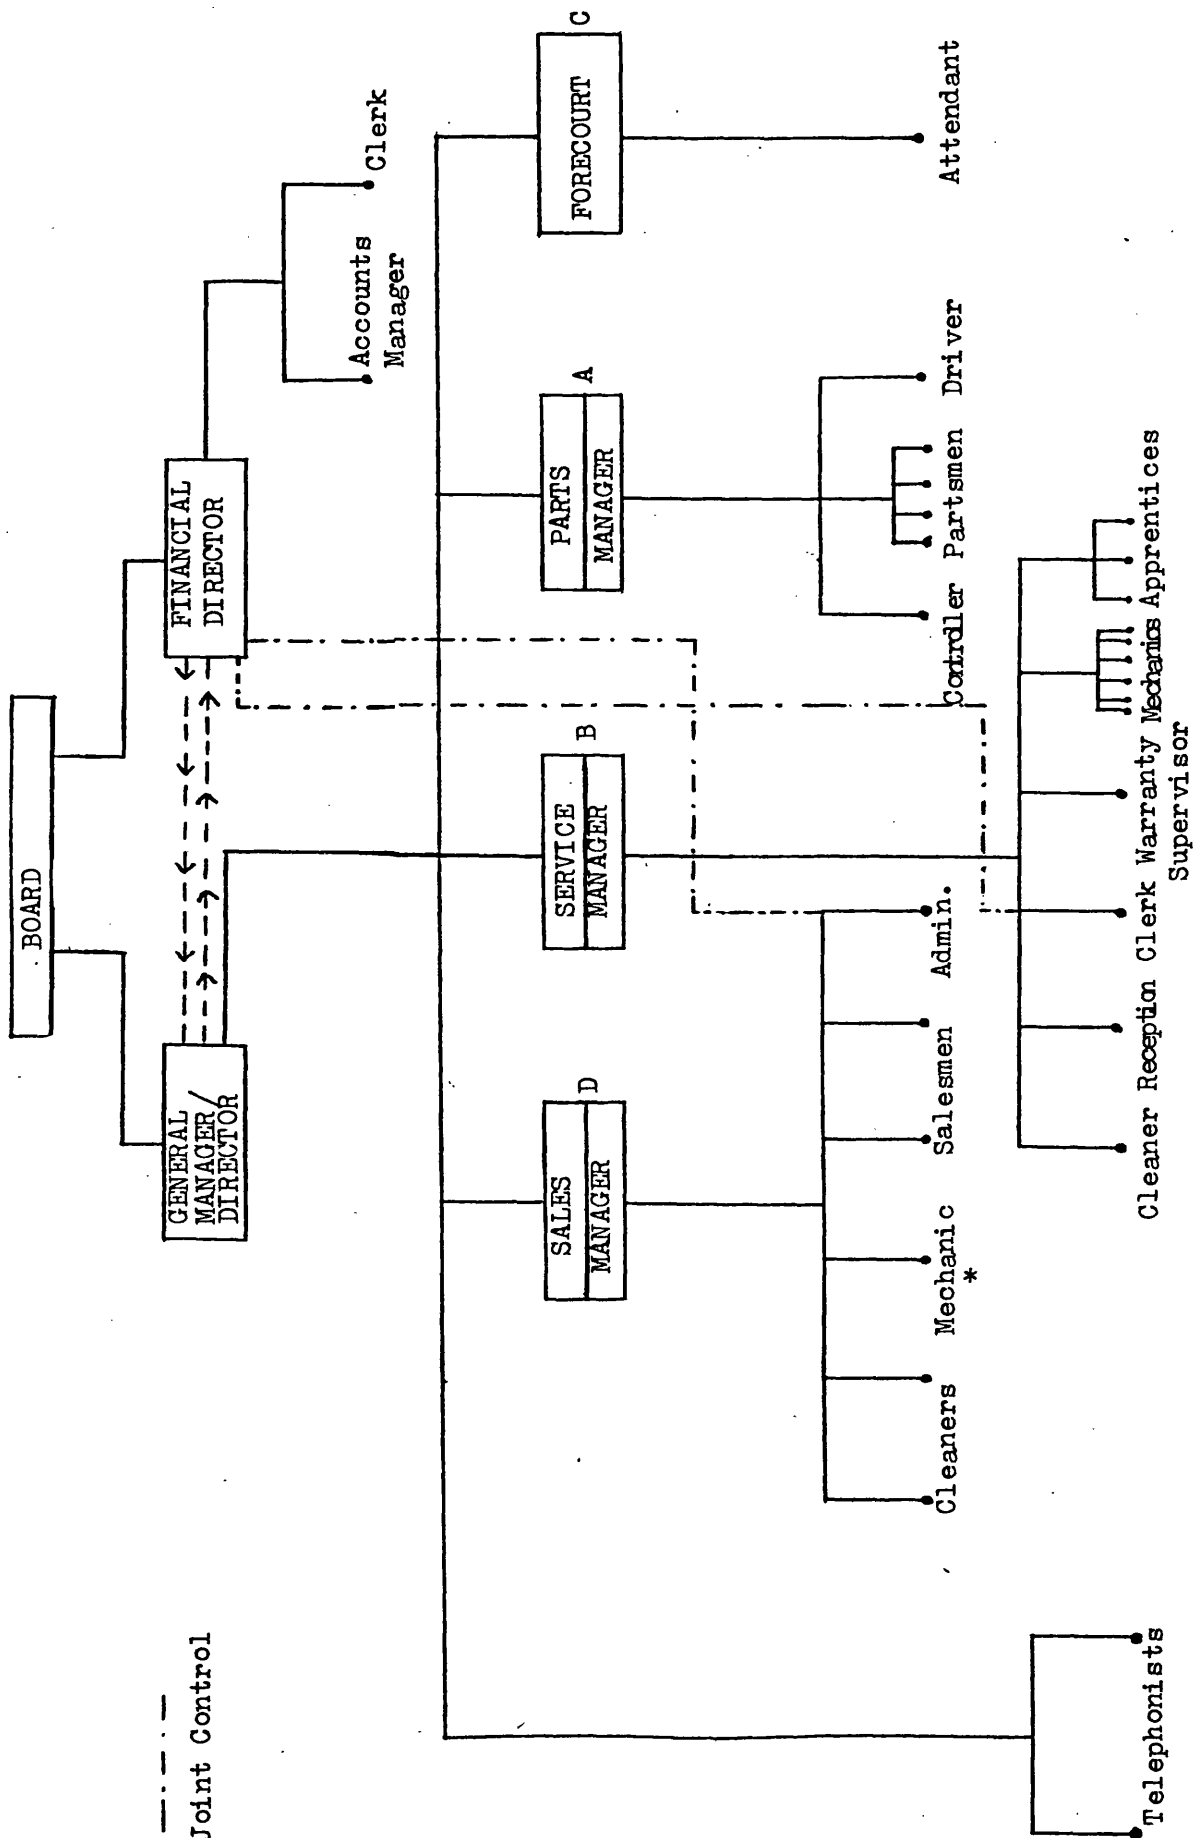 BOARD
GENERAL
MANAGER/
DIRECTOR
FINANCIAL
DIRECTOR
Accounts
Manager
Clerk
Joint Control
SALES
MANAGER
D
SERVICE
MANAGER
B
PARTS
MANAGER
A
FORECOURT
C
Cleaners
Mechanic
*
Salesmen
Admin.
Controller
Partsmen
Driver
Attendant
Telephonists
Cleaner
Reception
Clerk
Warranty
Supervisor
Mechanics
Apprentices